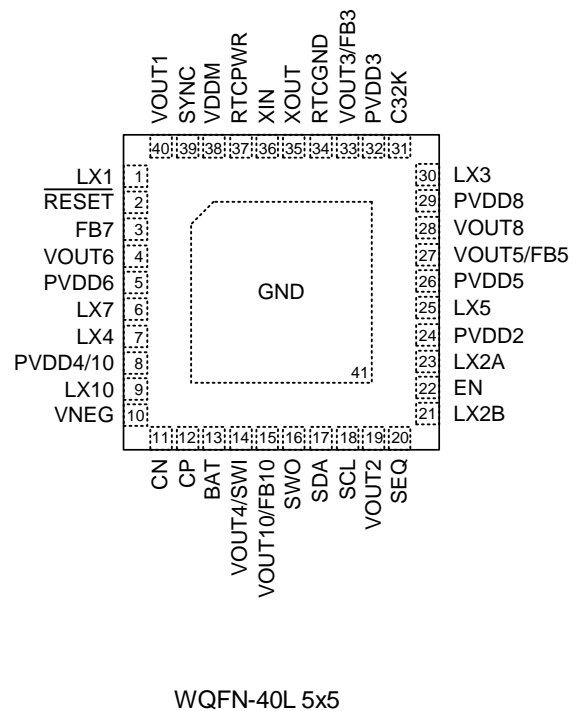 VOUT1
SYNC
VDDM
RTCPWR
XIN
XOUT
RTCGND
VOUT3/FB3
PVDD3
C32K
40 39 38 37 36 35 34 33 32 31
LX1 1
RESET 2
FB7 3
VOUT6 4
PVDD6 5
LX7 6
LX4 7
PVDD4/10 8
LX10 9
VNEG 10
GND
41
30 LX3
29 PVDD8
28 VOUT8
27 VOUT5/FB5
26 PVDD5
25 LX5
24 PVDD2
23 LX2A
22 EN
21 LX2B
11 12 13 14 15 16 17 18 19 20
CN
CP
BAT
VOUT4/SWI
VOUT10/FB10
SWO
SDA
SCL
VOUT2
SEQ
WQFN-40L 5x5